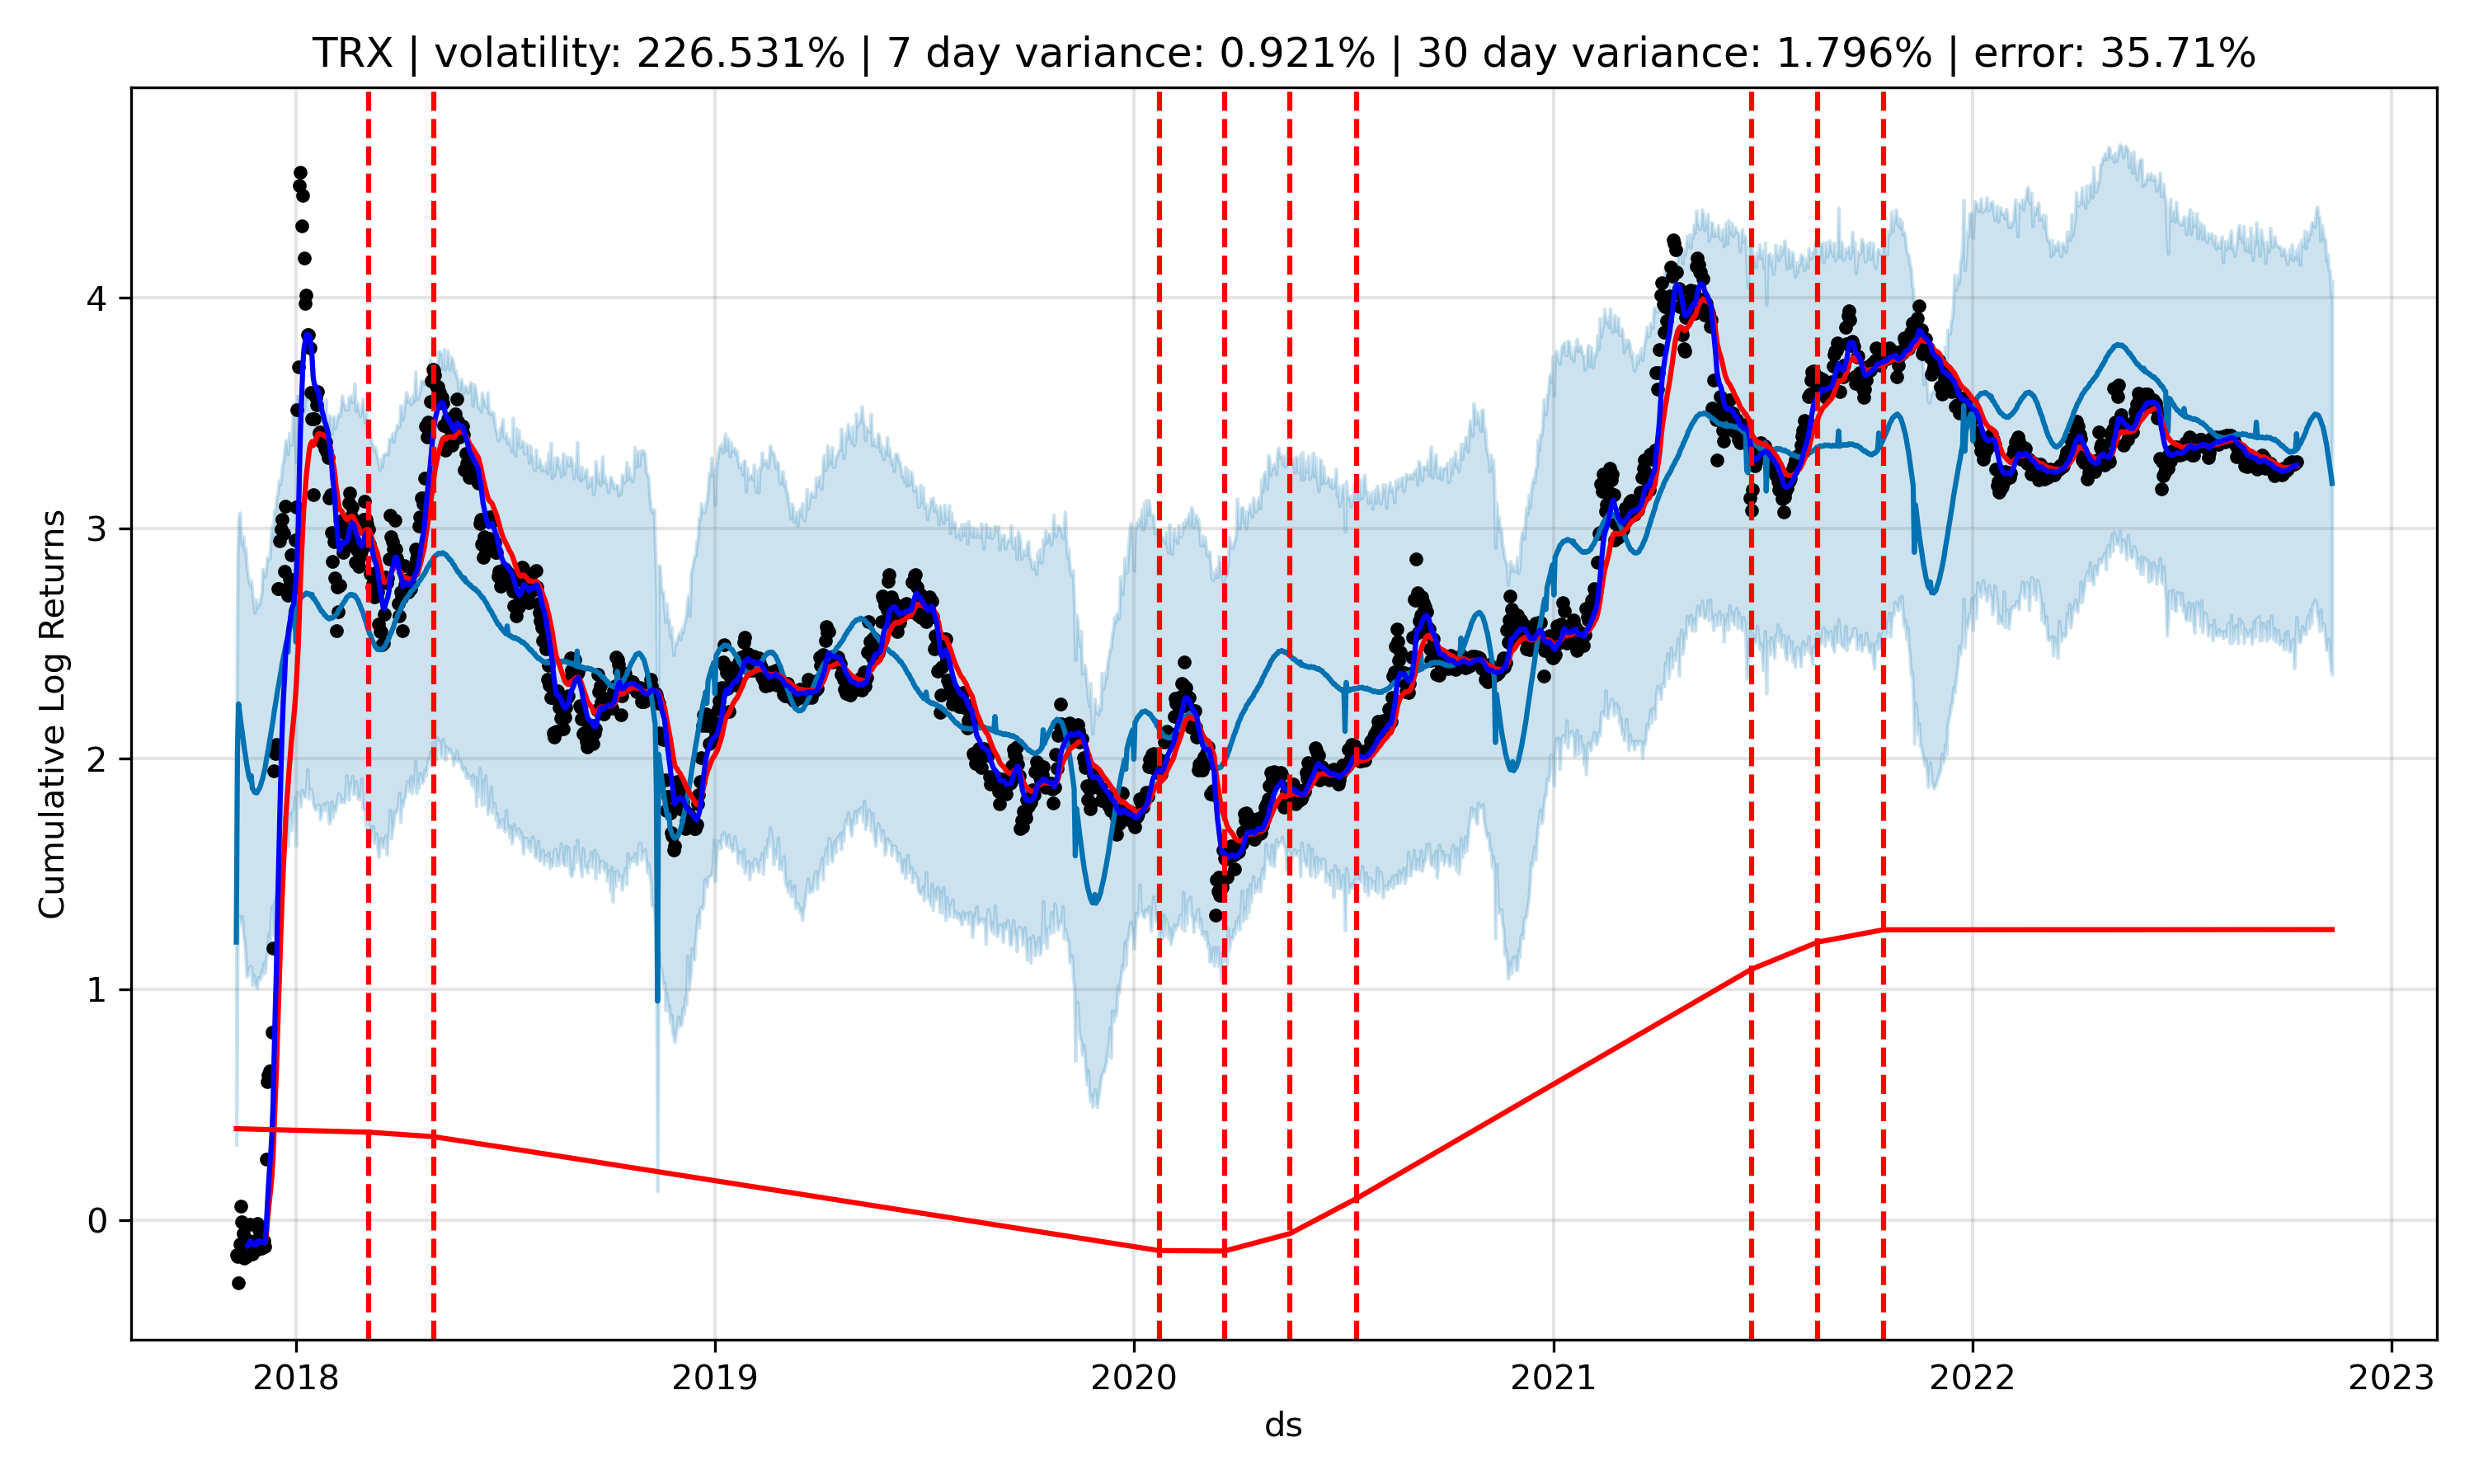 TRX | volatility: 226.531% | 7 day variance: 0.921% | 30 day variance: 1.796% | error: 35.71%
Cumulative Log Returns
4
3
2
1
0
2018 2019 2020 2021 2022 2023
ds